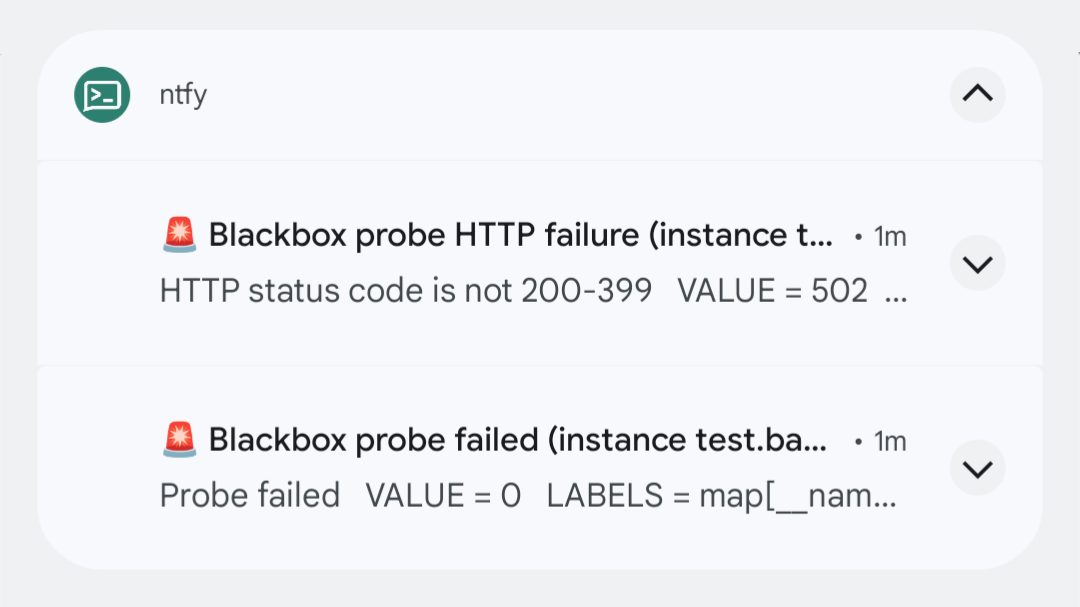 ntfy
🚨 Blackbox probe HTTP failure (instance t... • 1m
HTTP status code is not 200-399 VALUE = 502 ...
🚨 Blackbox probe failed (instance test.ba... • 1m
Probe failed VALUE = 0 LABELS = map[__nam...